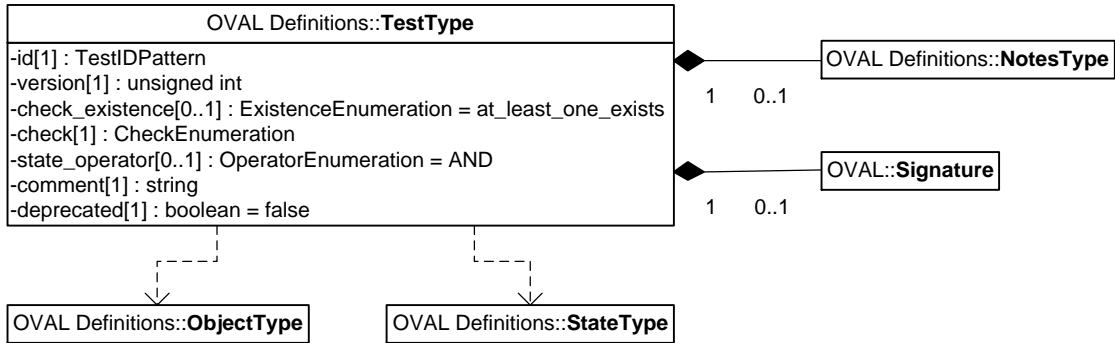 OVAL Definitions::TestType
-id[1] : TestIDPattern
-version[1] : unsigned int
-check_existence[0..1] : ExistenceEnumeration = at_least_one_exists
-check[1] : CheckEnumeration
-state_operator[0..1] : OperatorEnumeration = AND
-comment[1] : string
-deprecated[1] : boolean = false
OVAL Definitions::NotesType
1 0..1
OVAL::Signature
1 0..1
OVAL Definitions::ObjectType
OVAL Definitions::StateType